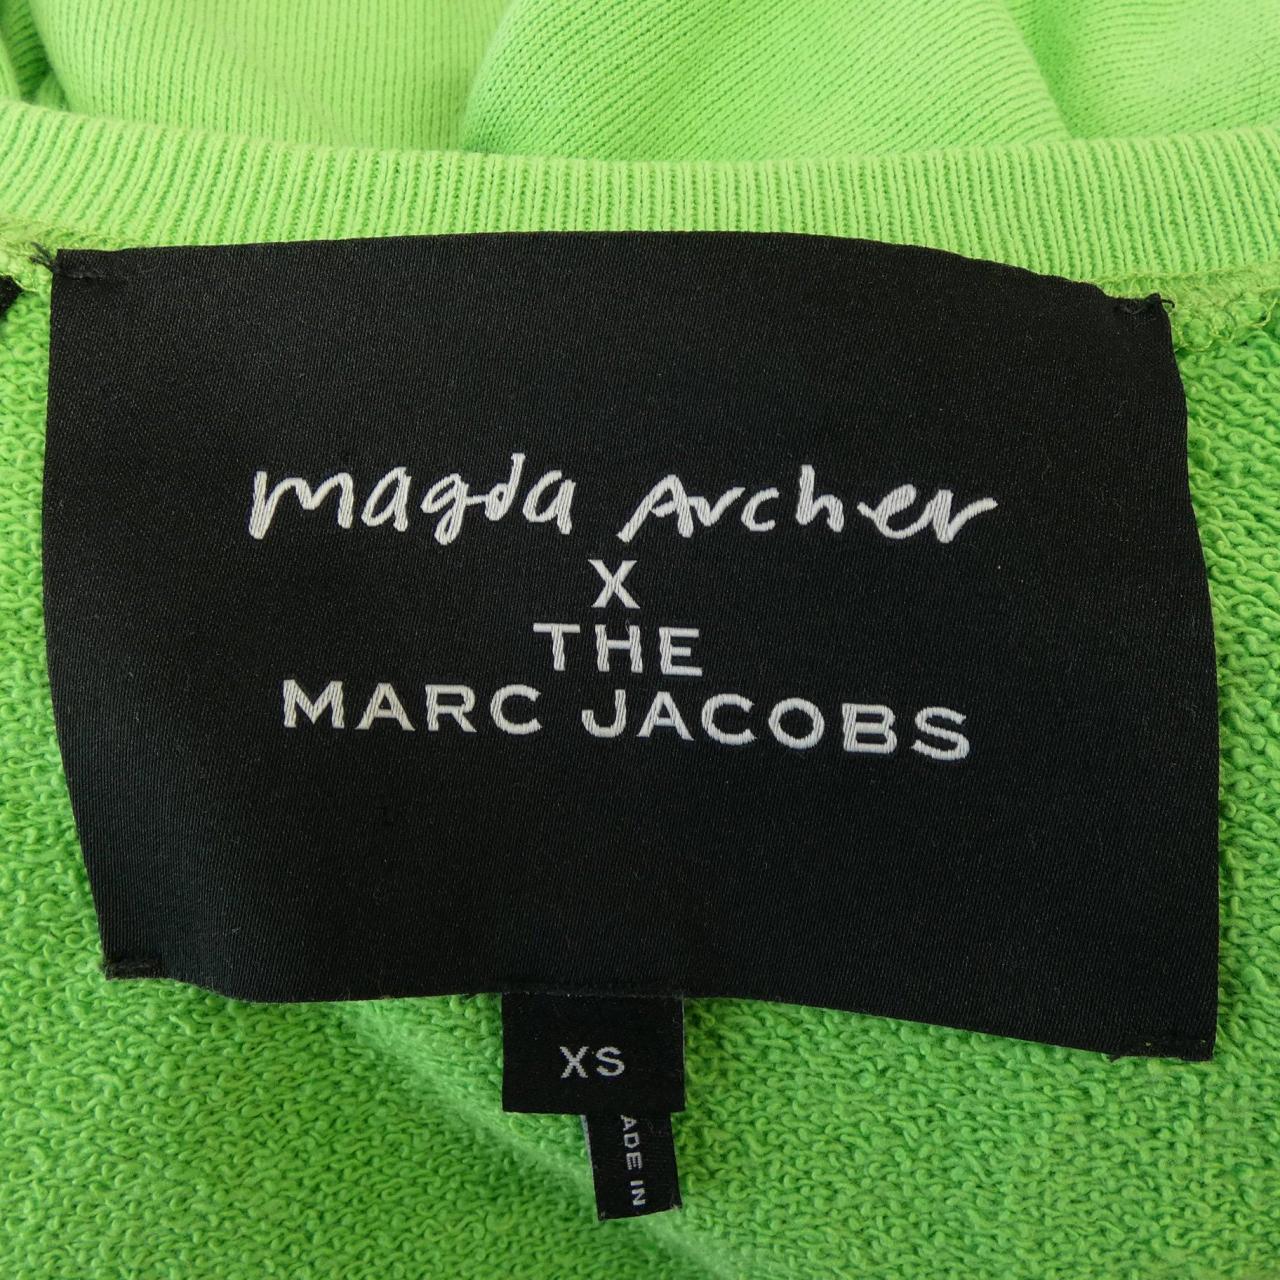 magda Archer
X
THE
MARC JACOBS
XS
ADE IN